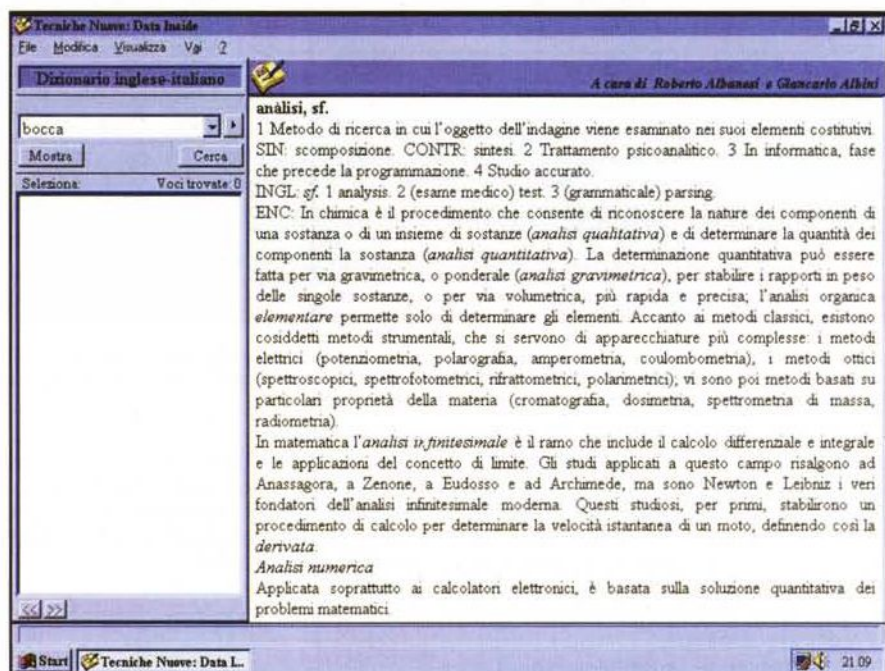 Tecniche Nuove: Data Inside
File Modifica Visualizza Vai ?
Dizionario inglese-italiano
A cura di Roberto Albanesi e Giancarlo Albini
bocca
Mostra Cerca
Seleziona: Voci trovate: 0
anàlisi, sf.
1 Metodo di ricerca in cui l'oggetto dell'indagine viene esaminato nei suoi elementi costitutivi.
SIN: scomposizione. CONTR: sintesi. 2 Trattamento psicoanalitico. 3 In informatica, fase
che precede la programmazione. 4 Studio accurato.
INGL: sf. 1 analysis. 2 (esame medico) test. 3 (grammaticale) parsing.
ENC: In chimica è il procedimento che consente di riconoscere la nature dei componenti di
una sostanza o di un insieme di sostanze (analisi qualitativa) e di determinare la quantità dei
componenti la sostanza (analisi quantitativa). La determinazione quantitativa può essere
fatta per via gravimetrica, o ponderale (analisi gravimetrica), per stabilire i rapporti in peso
delle singole sostanze, o per via volumetrica, più rapida e precisa; l'analisi organica
elementare permette solo di determinare gli elementi. Accanto ai metodi classici, esistono
cosiddetti metodi strumentali, che si servono di apparecchiature più complesse: i metodi
elettrici (potenziometria, polarografia, amperometria, coulombometria), i metodi ottici
(spettroscopici, spettrofotometrici, rifrattometrici, polarimetrici); vi sono poi metodi basati su
particolari proprietà della materia (cromatografia, dosimetria, spettrometria di massa,
radiometria).
In matematica l'analisi infinitesimale è il ramo che include il calcolo differenziale e integrale
e le applicazioni del concetto di limite. Gli studi applicati a questo campo risalgono ad
Anassagora, a Zenone, a Eudosso e ad Archimede, ma sono Newton e Leibniz i veri
fondatori dell'analisi infinitesimale moderna. Questi studiosi, per primi, stabilirono un
procedimento di calcolo per determinare la velocità istantanea di un moto, definendo così la
derivata.
Analisi numerica
Applicata soprattutto ai calcolatori elettronici, è basata sulla soluzione quantitativa dei
problemi matematici.
<< >>
Start Tecniche Nuove: Data I... 21.09